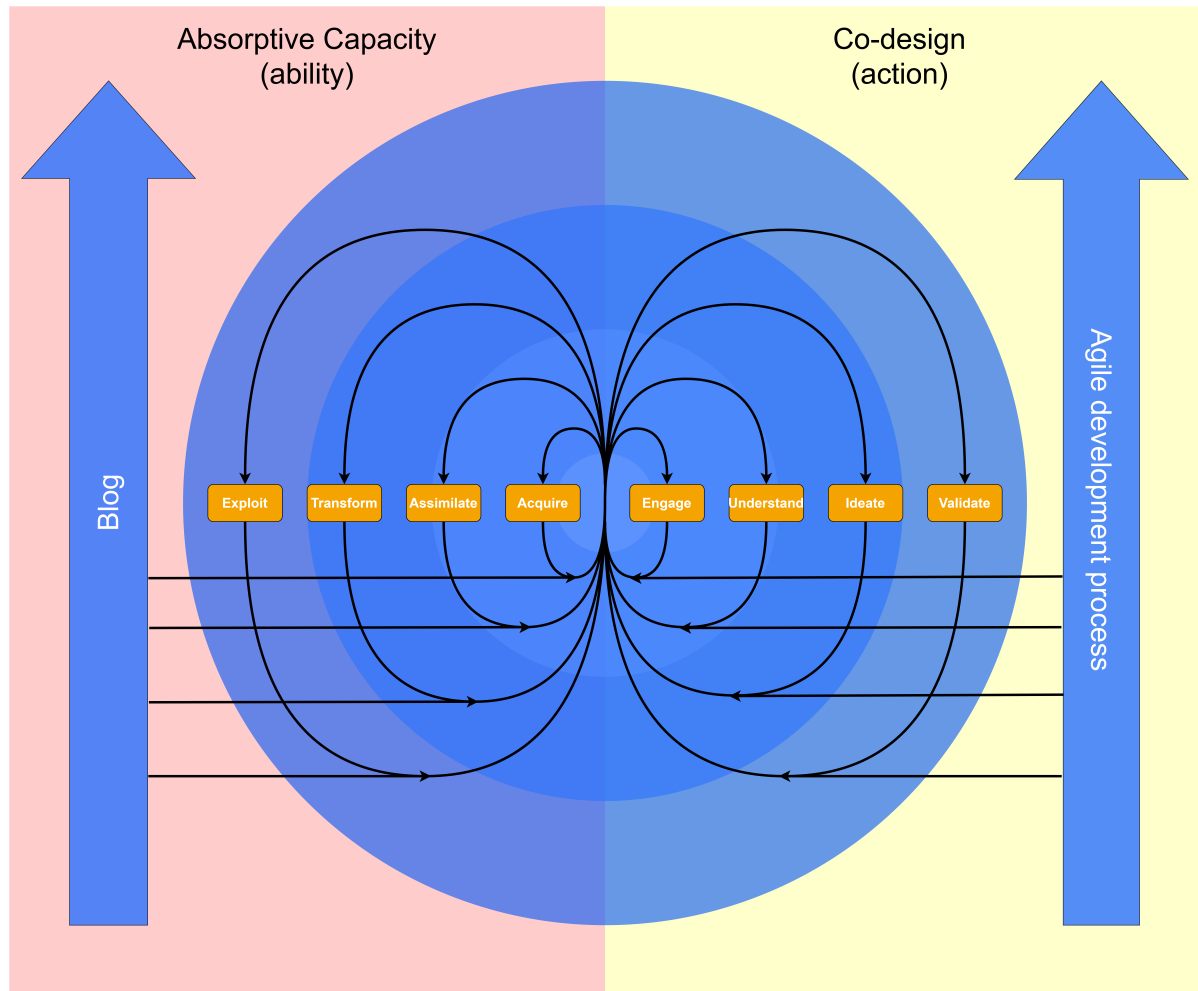 Absorptive Capacity
(ability)
Co-design
(action)
Blog
Exploit
Transform
Assimilate
Acquire
Engage
Understand
Ideate
Validate
Agile development process